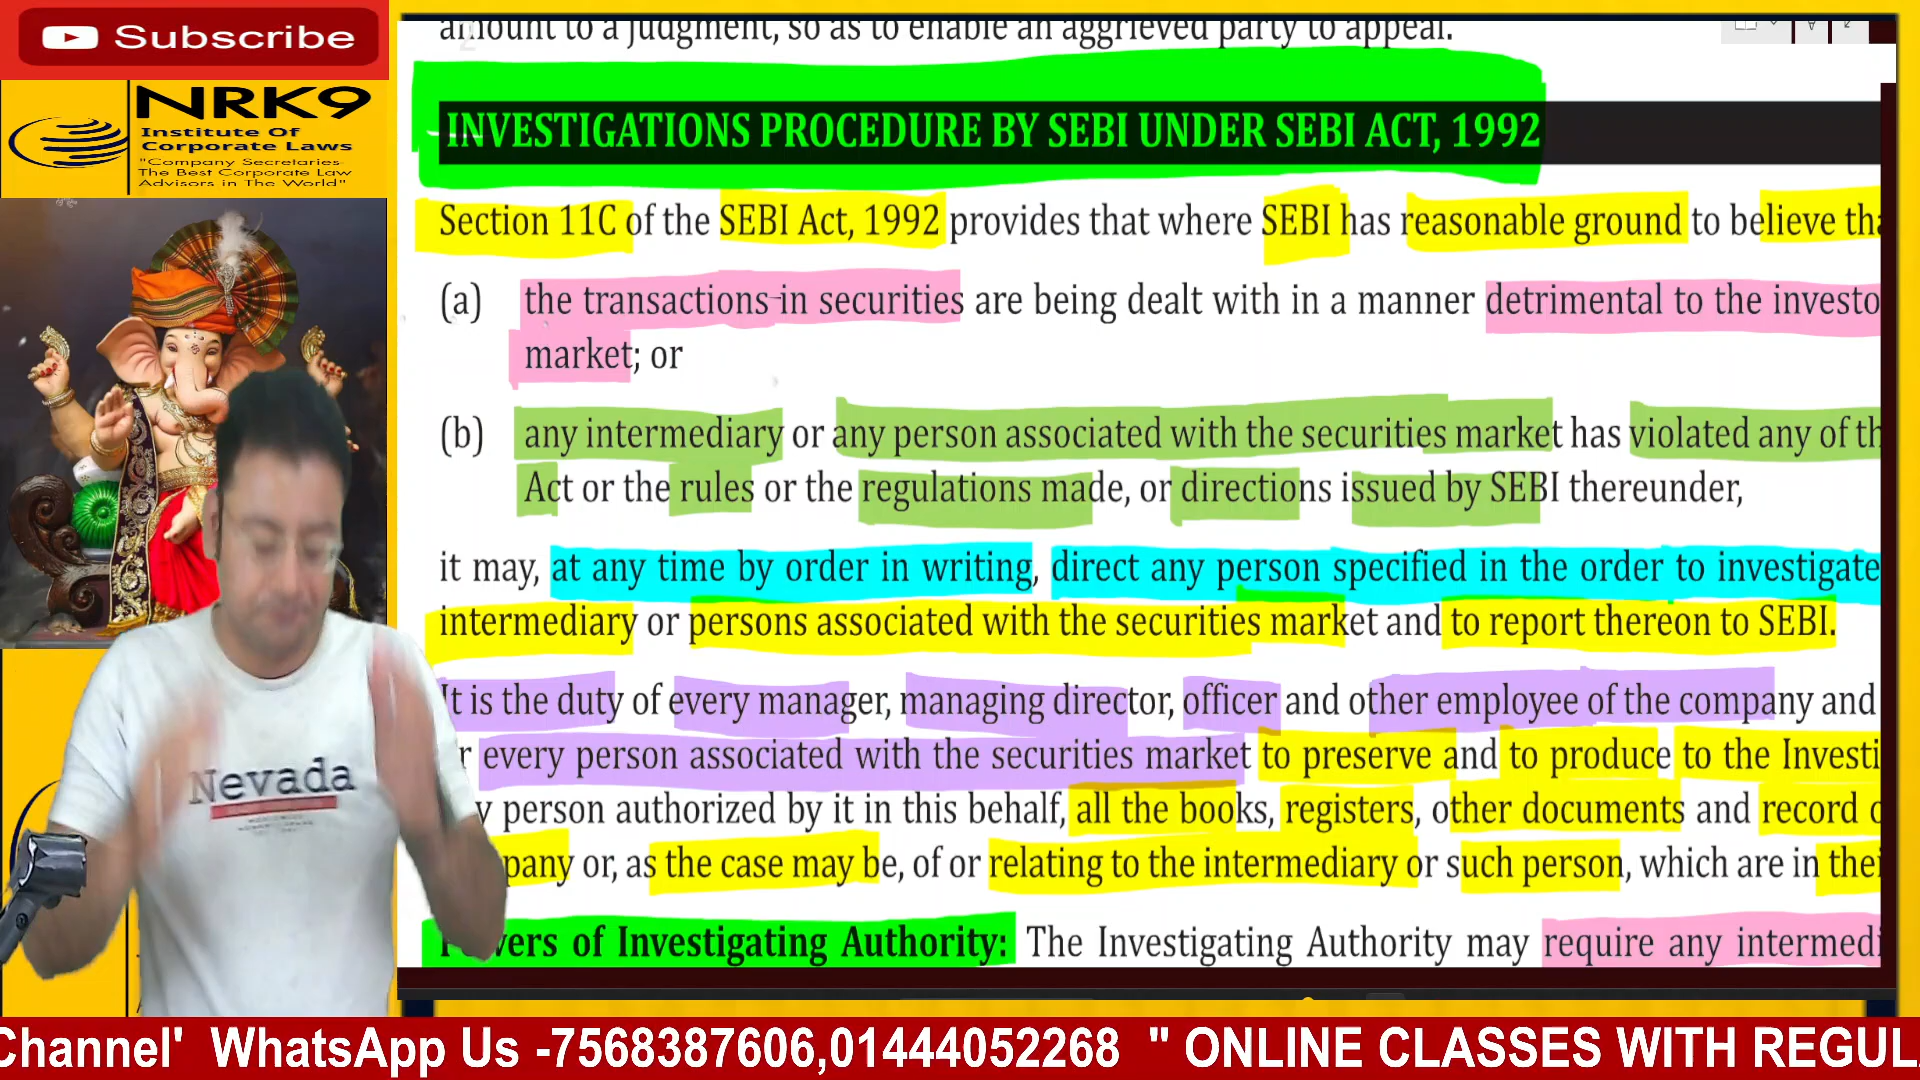 Subscribe
NRK9
Institute Of
Corporate Laws
"Company Secretaries-
The Best Corporate Law
Advisors in The World"
amount to a judgment, so as to enable an aggrieved party to appeal.
INVESTIGATIONS PROCEDURE BY SEBI UNDER SEBI ACT, 1992
Section 11C of the SEBI Act, 1992 provides that where SEBI has reasonable ground to believe tha
(a) the transactions in securities are being dealt with in a manner detrimental to the investo
market; or
(b) any intermediary or any person associated with the securities market has violated any of th
Act or the rules or the regulations made, or directions issued by SEBI thereunder,
it may, at any time by order in writing, direct any person specified in the order to investigate
intermediary or persons associated with the securities market and to report thereon to SEBI.
It is the duty of every manager, managing director, officer and other employee of the company and
r every person associated with the securities market to preserve and to produce to the Investi
y person authorized by it in this behalf, all the books, registers, other documents and record o
pany or, as the case may be, of or relating to the intermediary or such person, which are in thei
Powers of Investigating Authority: The Investigating Authority may require any intermedi
Nevada
Channel' WhatsApp Us -7568387606,01444052268 " ONLINE CLASSES WITH REGUL